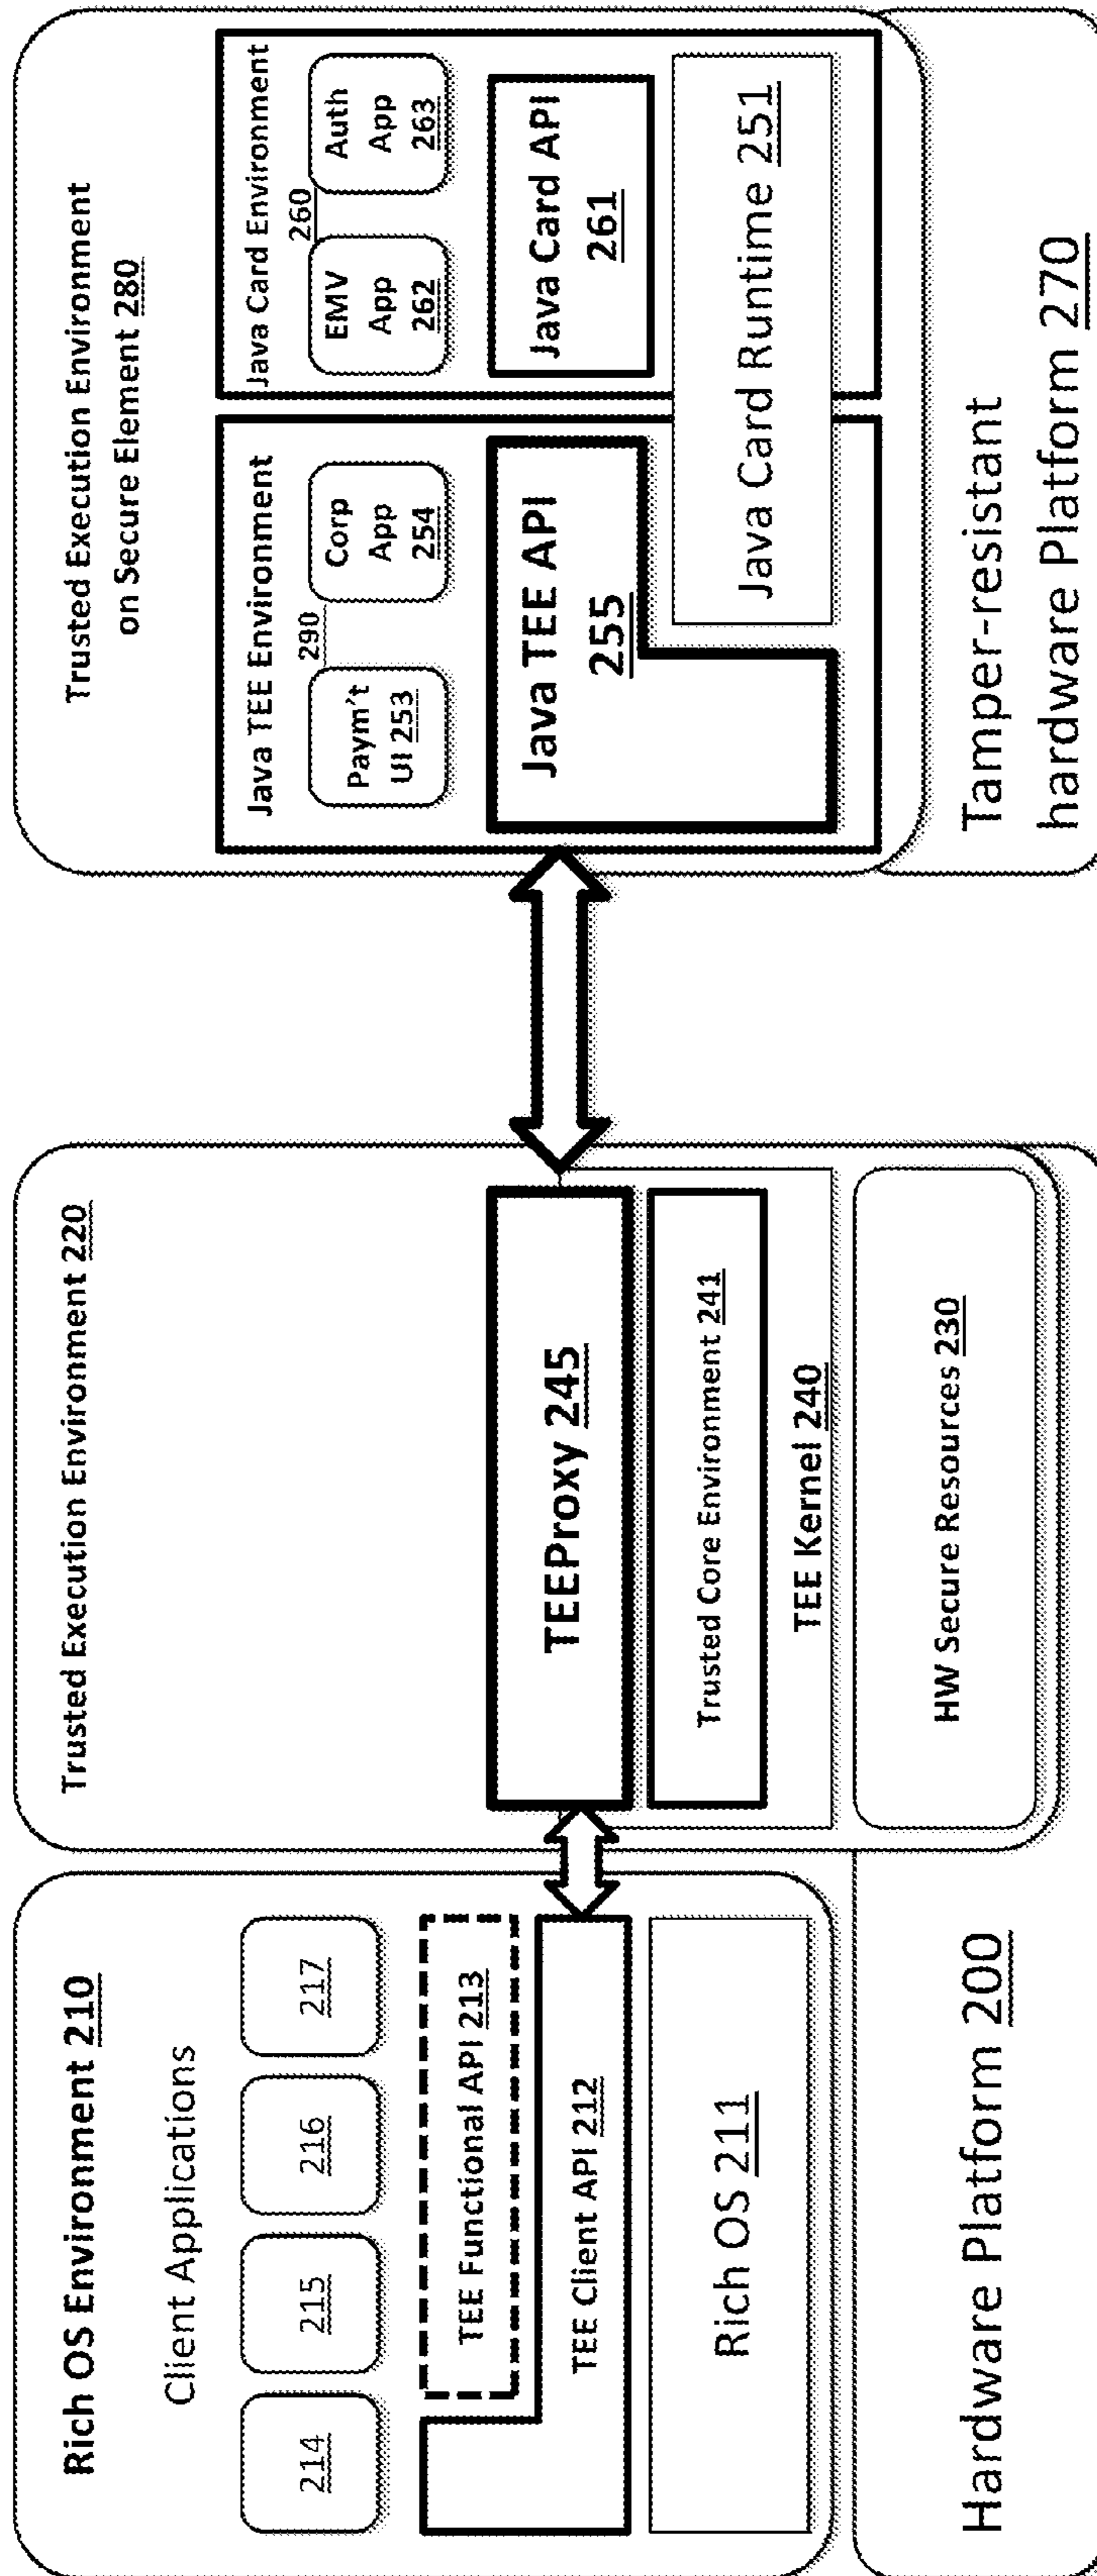 Rich OS Environment 210
Client Applications
214
215
216
217
TEE Functional API 213
TEE Client API 212
Rich OS 211
Hardware Platform 200
Trusted Execution Environment 220
TEEProxy 245
Trusted Core Environment 241
TEE Kernel 240
HW Secure Resources 230
Trusted Execution Environment
on Secure Element 280
Java TEE Environment
290
Paym't
UI 253
Corp
App
254
Java TEE API
255
Java Card Environment
260
EMV
App
262
Auth
App
263
Java Card API
261
Java Card Runtime 251
Tamper-resistant
hardware Platform 270